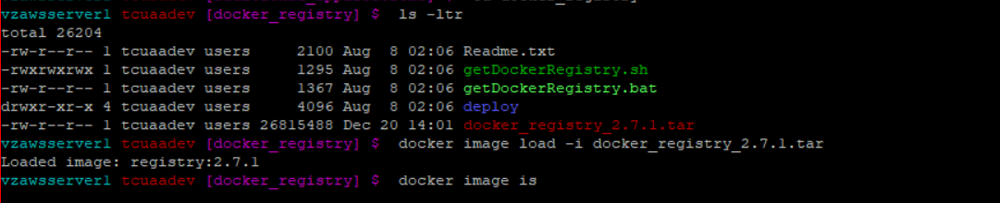 vzawsserver1 tcuaadev [docker_registry] $  ls -ltr
total 26204
-rw-r--r-- 1 tcuaadev users     2100 Aug  8 02:06 Readme.txt
-rwxrwxrwx 1 tcuaadev users     1295 Aug  8 02:06 getDockerRegistry.sh
-rw-r--r-- 1 tcuaadev users     1367 Aug  8 02:06 getDockerRegistry.bat
drwxr-xr-x 4 tcuaadev users     4096 Aug  8 02:06 deploy
-rw-r--r-- 1 tcuaadev users 26815488 Dec 20 14:01 docker_registry_2.7.1.tar
vzawsserver1 tcuaadev [docker_registry] $  docker image load -i docker_registry_2.7.1.tar
Loaded image: registry:2.7.1
vzawsserver1 tcuaadev [docker_registry] $  docker image is